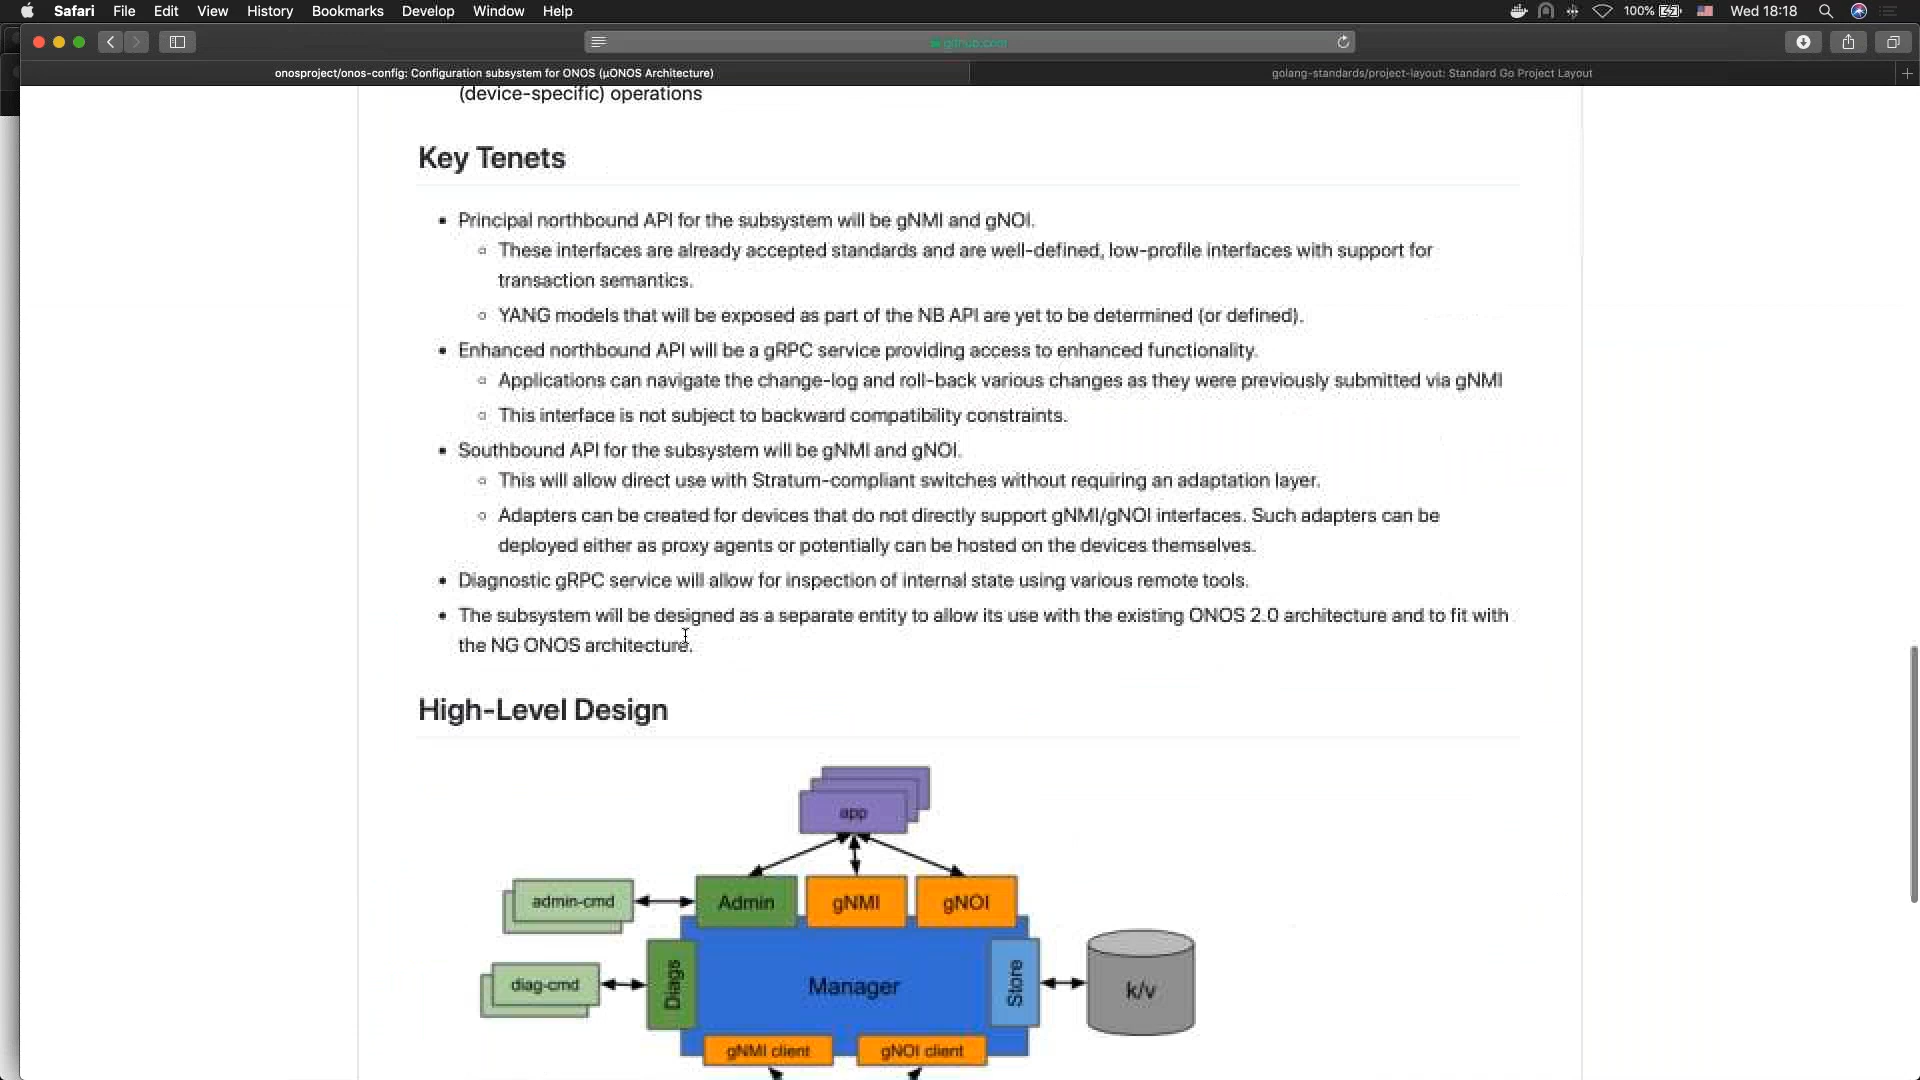 Safari File Edit View History Bookmarks Develop Window Help 100% Wed 18:18
github.com
onosproject/onos-config: Configuration subsystem for ONOS (µONOS Architecture) golang-standards/project-layout: Standard Go Project Layout
(device-specific) operations
Key Tenets
Principal northbound API for the subsystem will be gNMI and gNOI.
These interfaces are already accepted standards and are well-defined, low-profile interfaces with support for
transaction semantics.
YANG models that will be exposed as part of the NB API are yet to be determined (or defined).
Enhanced northbound API will be a gRPC service providing access to enhanced functionality.
Applications can navigate the change-log and roll-back various changes as they were previously submitted via gNMI
This interface is not subject to backward compatibility constraints.
Southbound API for the subsystem will be gNMI and gNOI.
This will allow direct use with Stratum-compliant switches without requiring an adaptation layer.
Adapters can be created for devices that do not directly support gNMI/gNOI interfaces. Such adapters can be
deployed either as proxy agents or potentially can be hosted on the devices themselves.
Diagnostic gRPC service will allow for inspection of internal state using various remote tools.
The subsystem will be designed as a separate entity to allow its use with the existing ONOS 2.0 architecture and to fit with
the NG ONOS architecture.
High-Level Design
app
admin-cmd Admin gNMI gNOI
diag-cmd Diags Manager Store k/v
gNMI client gNOI client